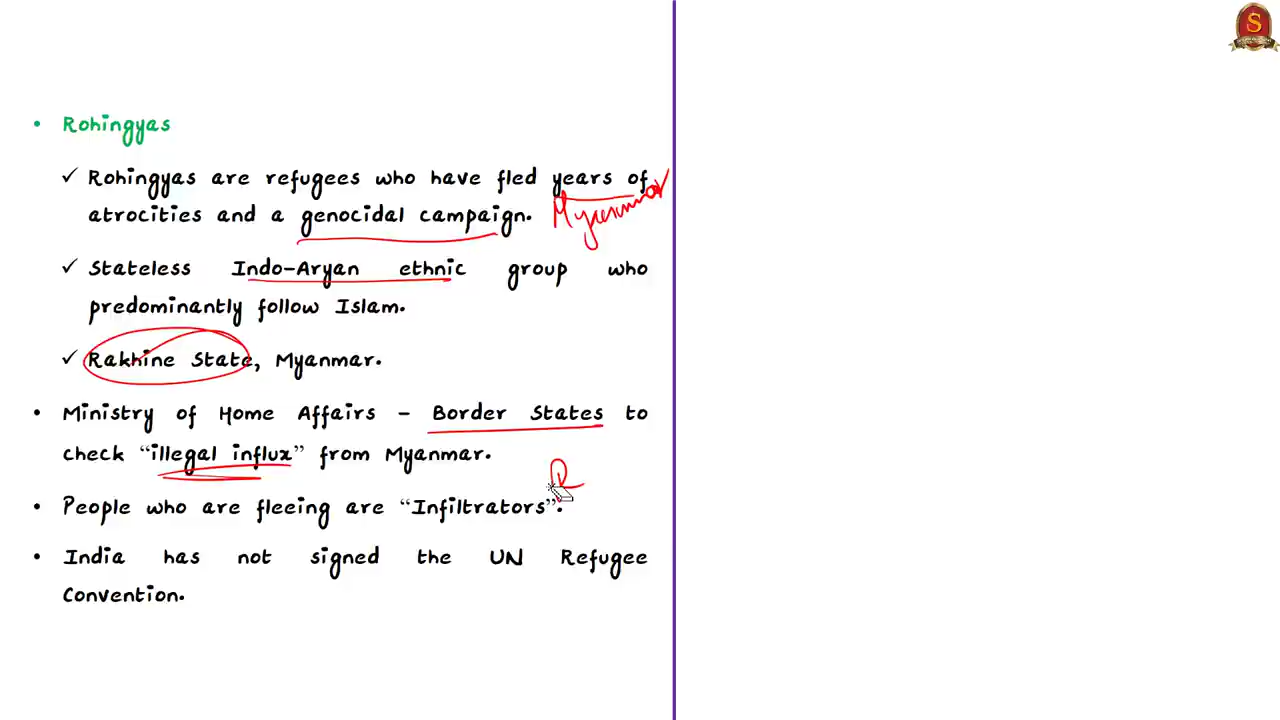 S
• Rohingyas
✓ Rohingyas are refugees who have fled years of
atrocities and a genocidal campaign.
Myanmar
✓ Stateless Indo-Aryan ethnic group who
predominantly follow Islam.
✓ Rakhine State, Myanmar.
• Ministry of Home Affairs – Border States to
check “illegal influx” from Myanmar.
R
• People who are fleeing are “Infiltrators”.
• India has not signed the UN Refugee
Convention.